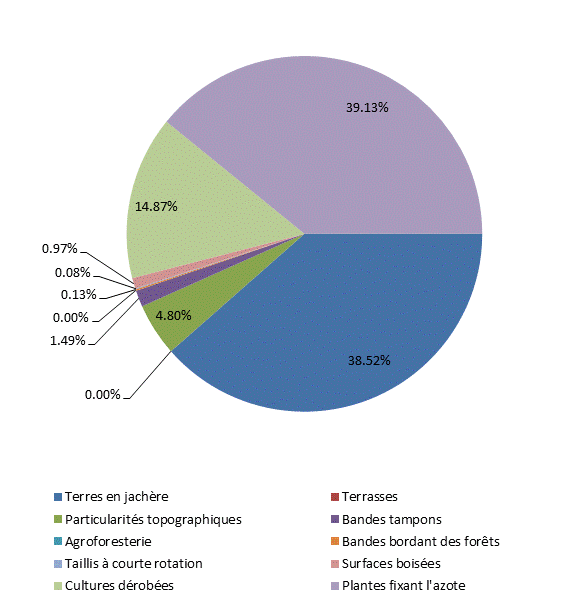 39.13%
14.87%
0.97%
0.08%
0.13%
0.00%
1.49%
4.80%
38.52%
0.00%
Terres en jachère
Terrasses
Particularités topographiques
Bandes tampons
Agroforesterie
Bandes bordant des forêts
Taillis à courte rotation
Surfaces boisées
Cultures dérobées
Plantes fixant l'azote